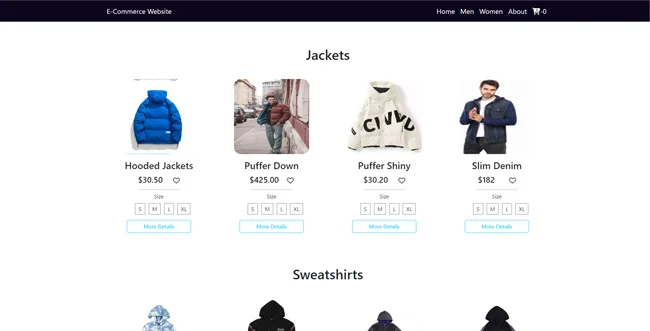 E-Commerce Website
Home Men Women About -0
Jackets
Hooded Jackets
$30.50
Size
S M L XL
More Details
Puffer Down
$425.00
Size
S M L XL
More Details
Puffer Shiny
$30.20
Size
S M L XL
More Details
Slim Denim
$182
Size
S M L XL
More Details
Sweatshirts